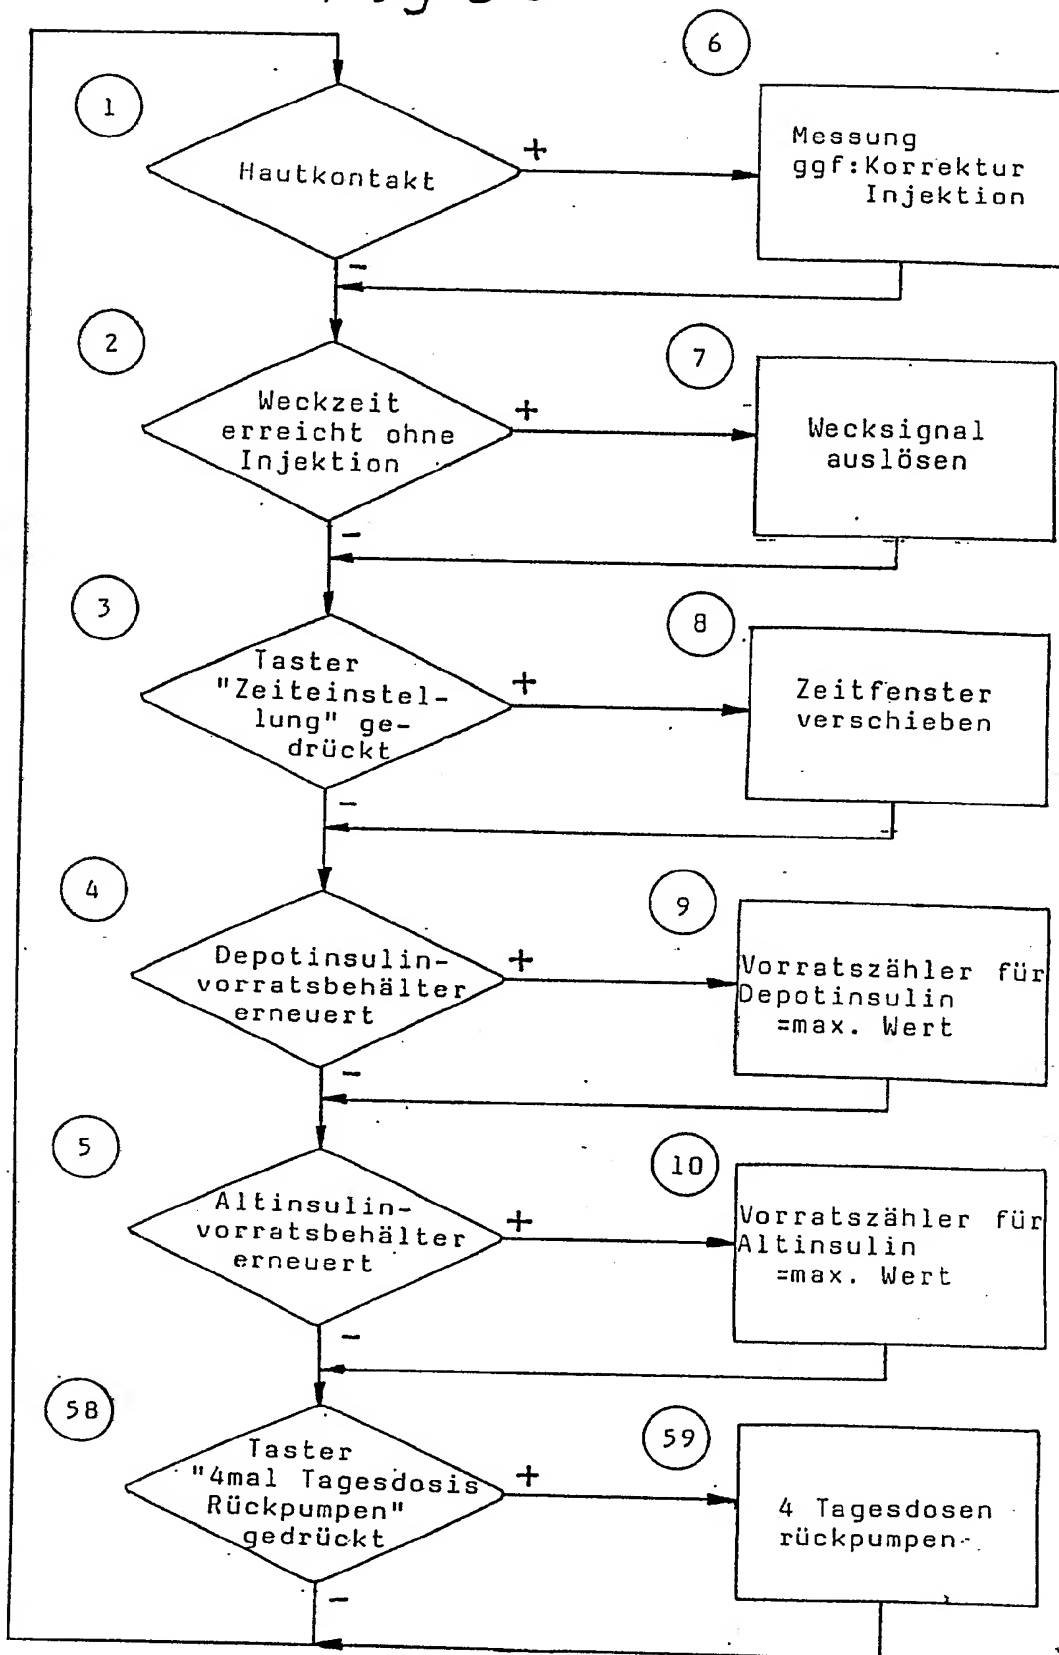 6
1
+
Hautkontakt
Messung
ggf:Korrektur
Injektion
-
2
7
Weckzeit
erreicht ohne
Injektion
+
Wecksignal
auslösen
-
3
8
Taster
"Zeiteinstel-
lung" ge-
drückt
+
Zeitfenster
verschieben
-
4
9
Depotinsulin-
vorratsbehälter
erneuert
+
Vorratszähler für
Depotinsulin
=max. Wert
-
5
10
Altinsulin-
vorratsbehälter
erneuert
+
Vorratszähler für
Altinsulin
=max. Wert
-
58
59
Taster
"4mal Tagesdosis
Rückpumpen"
gedrückt
+
4 Tagesdosen
rückpumpen
-